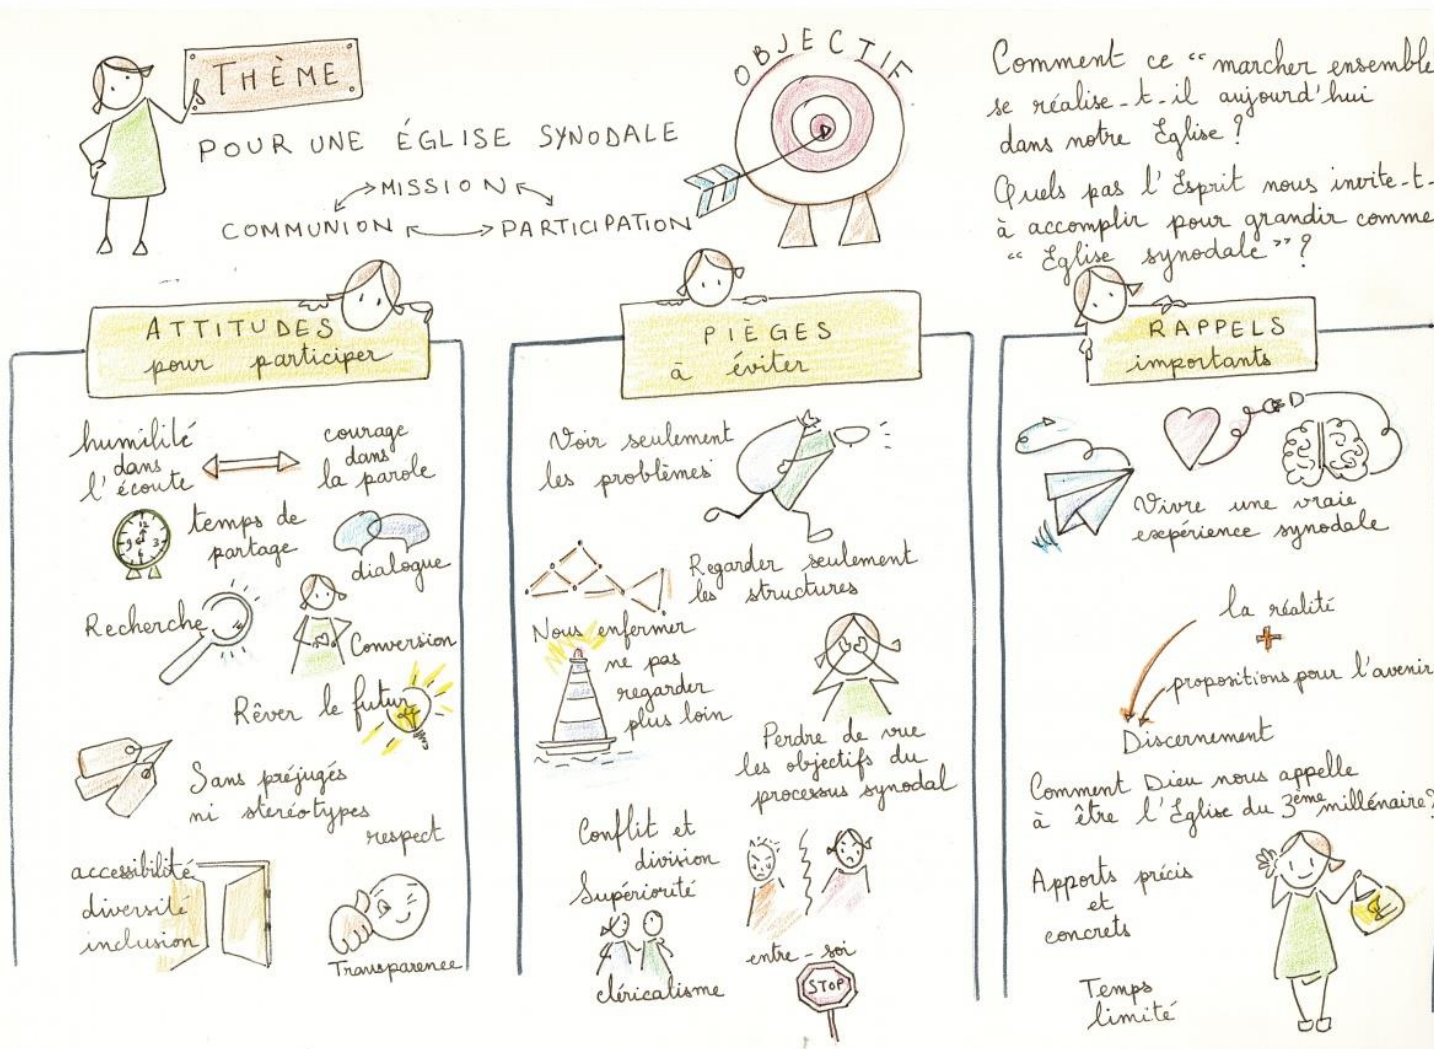 THÈME
POUR UNE ÉGLISE SYNODALE
MISSION
COMMUNION
PARTICIPATION
OBJECTIF
Comment ce " marcher ensemble
se réalise-t-il aujourd'hui
dans notre Église ?
Quels pas l'Esprit nous invite-t-
à accomplir pour grandir comme
" Église synodale " ?
ATTITUDES
pour participer
humilité
dans
l'écoute
courage
dans
la parole
12
9
6
3
temps de
partage
dialogue
Recherche
Conversion
Rêver le futur
Sans préjugés
ni stéréotypes
respect
accessibilité
diversité
inclusion
Transparence
PIÈGES
à éviter
Voir seulement
les problèmes
Regarder seulement
les structures
Nous enfermer
ne pas
regarder
plus loin
Perdre de vue
les objectifs du
processus synodal
Conflit et
division
Supériorité
cléricalisme
entre-soi
STOP
RAPPELS
importants
Vivre une vraie
expérience synodale
la réalité
+
propositions pour l'avenir
Discernement
Comment Dieu nous appelle
à être l'Église du 3ème millénaire?
Apports précis
et
concrets
Temps
limité